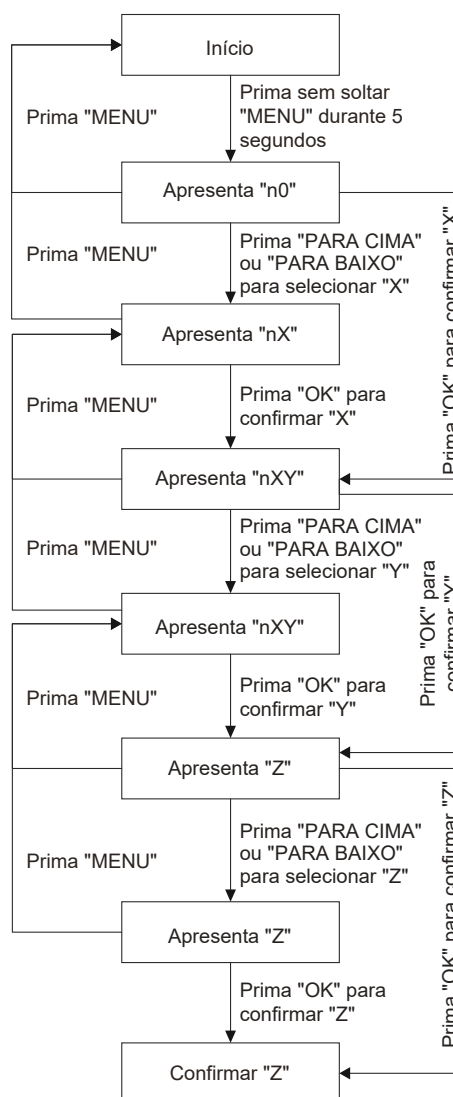 Início
Prima "MENU"
Prima sem soltar
"MENU" durante 5
segundos
Apresenta "n0"
Prima "MENU"
Prima "PARA CIMA"
ou "PARA BAIXO"
para selecionar "X"
Prima "OK" para confirmar "X"
Apresenta "nX"
Prima "MENU"
Prima "OK" para
confirmar "X"
Apresenta "nXY"
Prima "MENU"
Prima "PARA CIMA"
ou "PARA BAIXO"
para selecionar "Y"
Prima "OK" para
confirmar "Y"
Apresenta "nXY"
Prima "MENU"
Prima "OK" para
confirmar "Y"
Apresenta "Z"
Prima "MENU"
Prima "PARA CIMA"
ou "PARA BAIXO"
para selecionar "Z"
Prima "OK" para confirmar "Z"
Apresenta "Z"
Prima "OK" para
confirmar "Z"
Confirmar "Z"